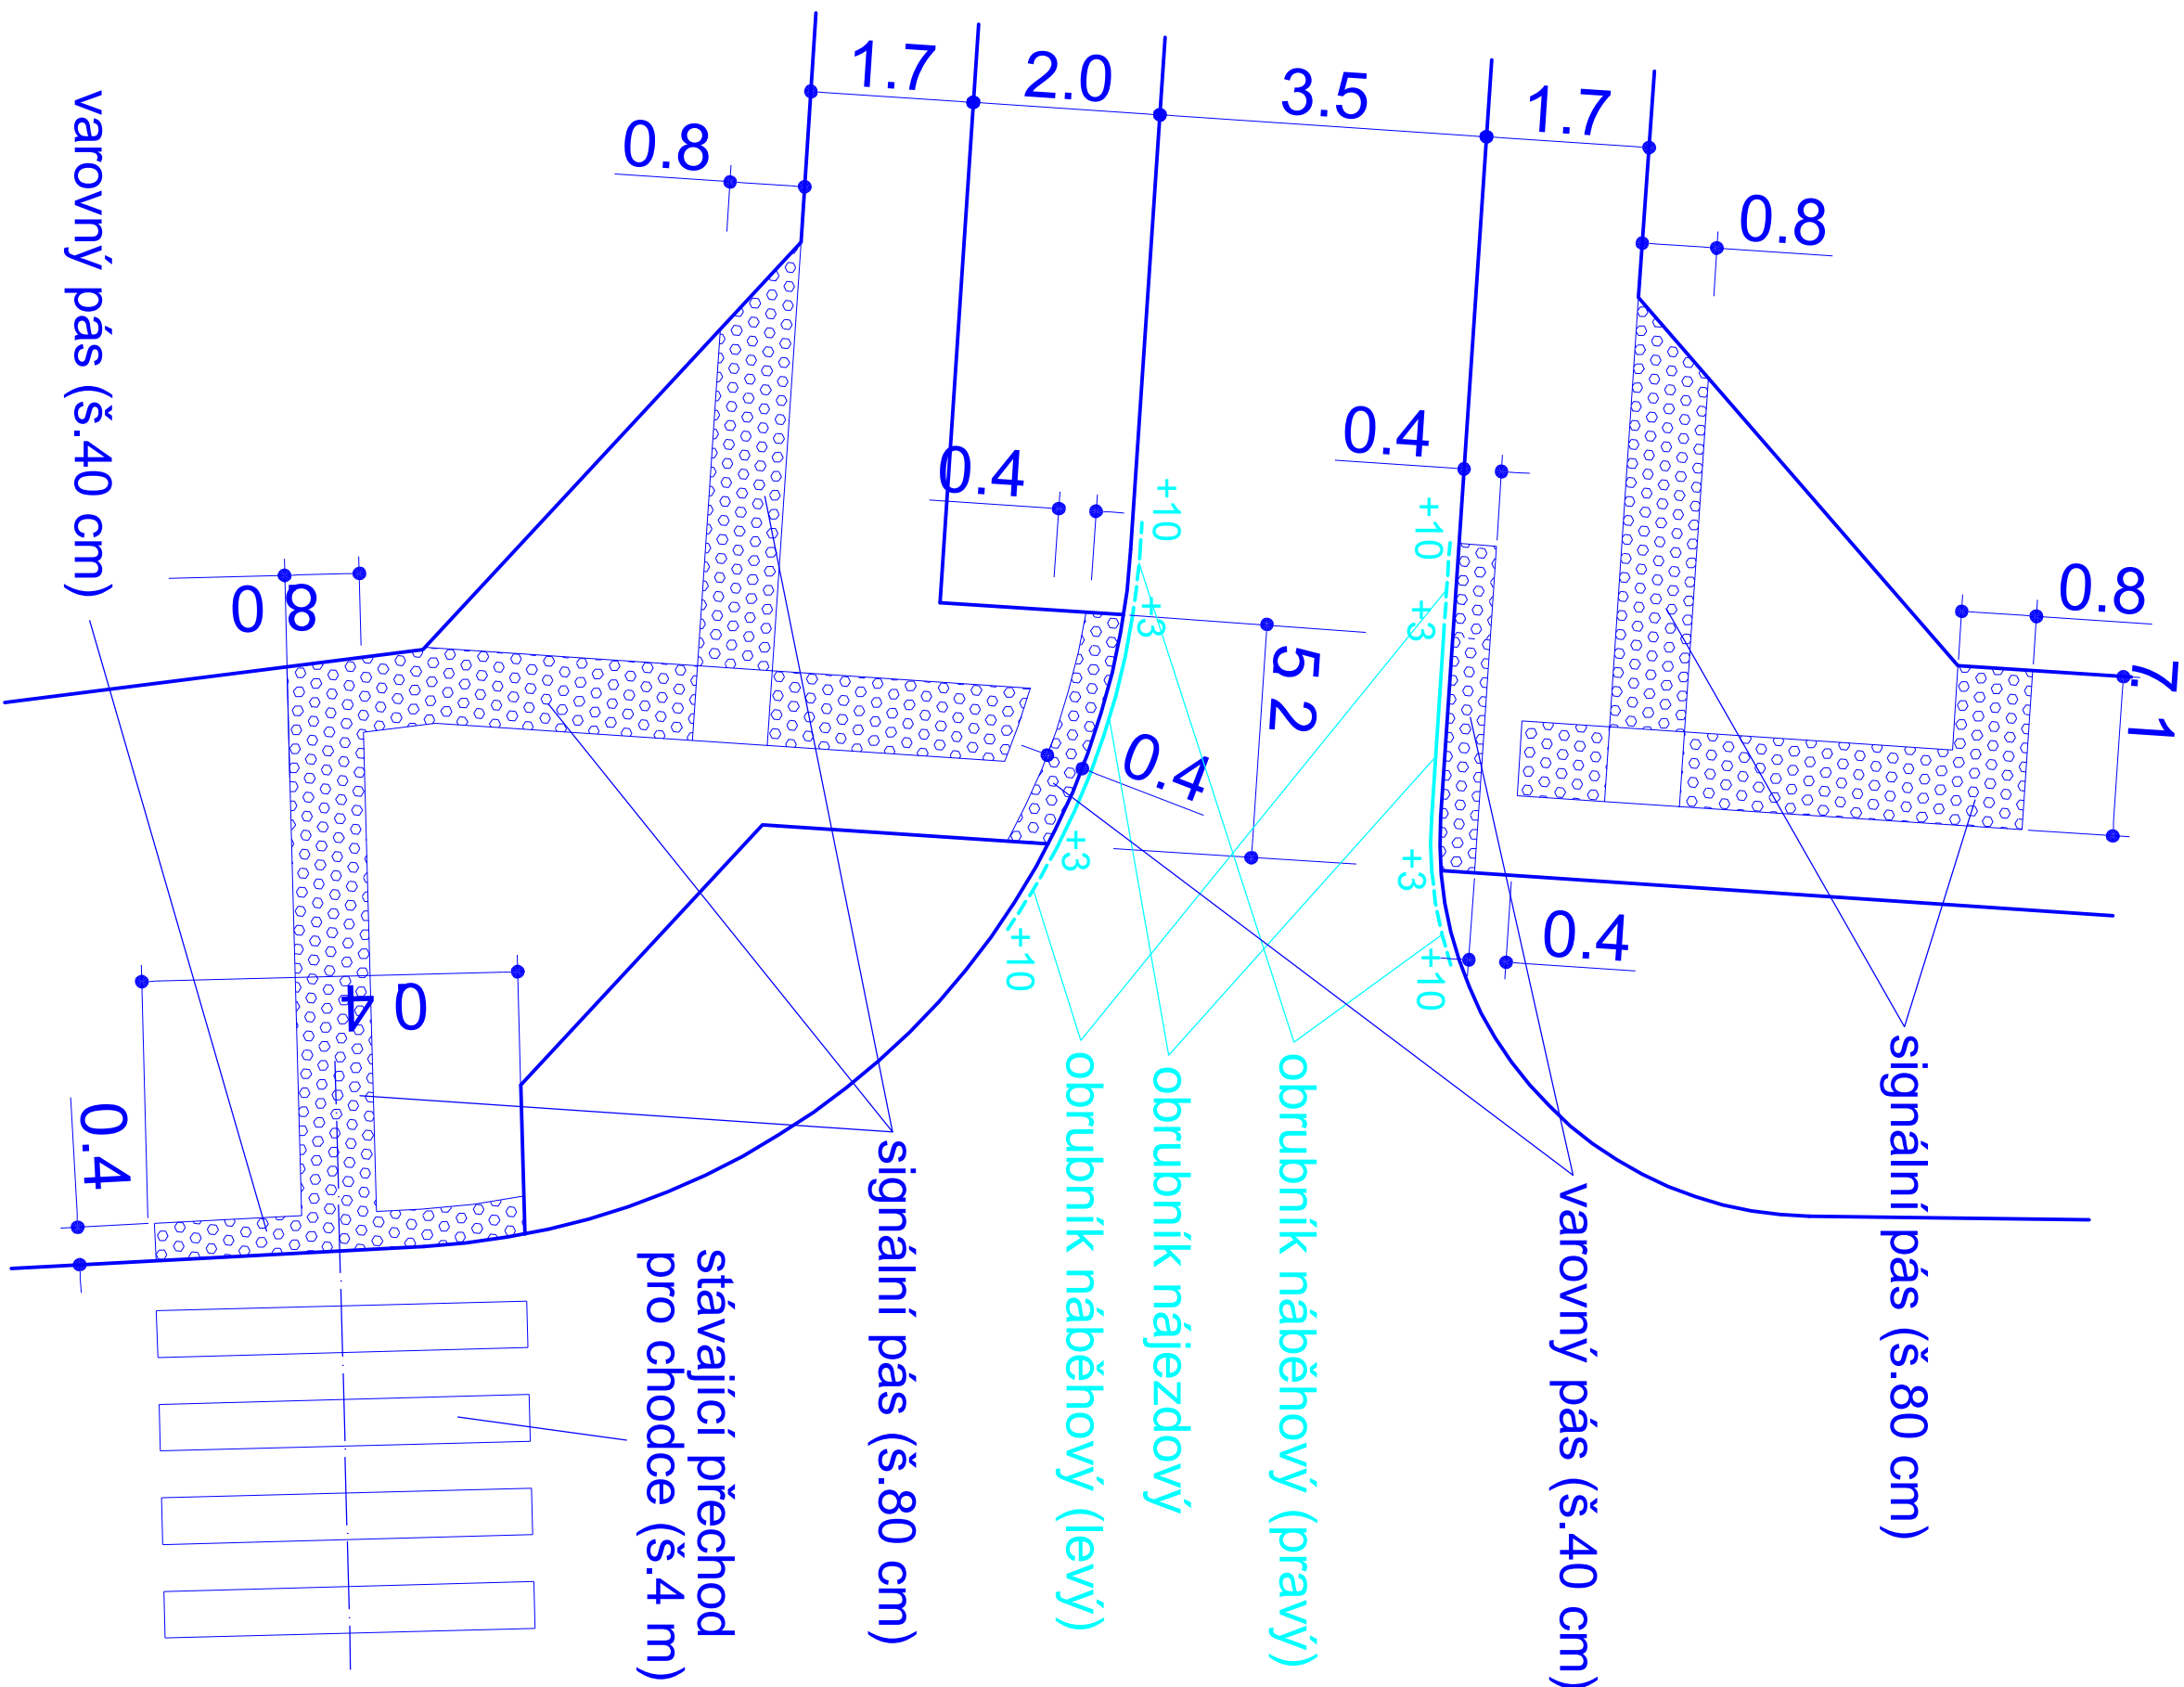 1.7
2.0
3.5
1.7
0.8
0.8
0.4
0.4
0.8
0.8
1.7
2.5
0.4
0.4
4.0
0.4
+10
+3
+10
+3
+3
+10
+3
+10
varovný pás (š.40 cm)
signální pás (š.80 cm)
varovný pás (š.40 cm)
obrubník náběhový (pravý)
obrubník nájezdový
obrubník náběhový (levý)
signální pás (š.80 cm)
stávající přechod
pro chodce (š.4 m)